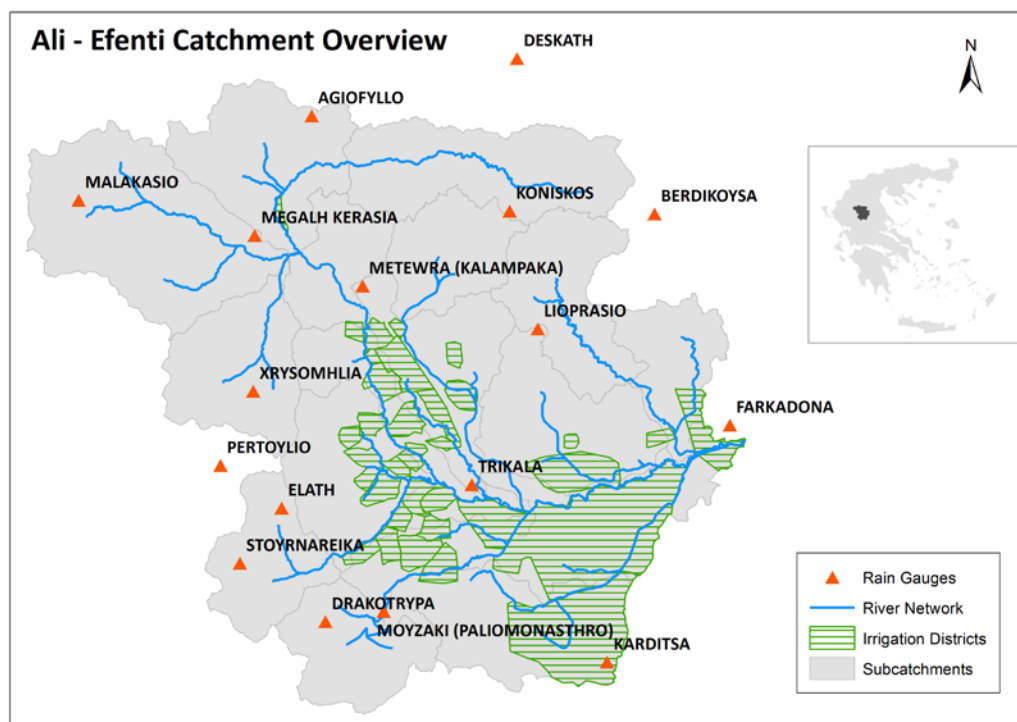 Ali - Efenti Catchment Overview
DESKATH
N
AGIOFYLLO
MALAKASIO
KONISKOS
BERDIKOYSA
MEGALH KERASIA
METEWRA (KALAMPAKA)
LIOPRASIO
XRYSOMHLIA
FARKADONA
PERTOYLIO
TRIKALA
ELATH
STOYRNAREIKA
DRAKOTRYPA
MOYZAKI (PALIOMONASTHRO)
KARDITSA
Rain Gauges
River Network
Irrigation Districts
Subcatchments